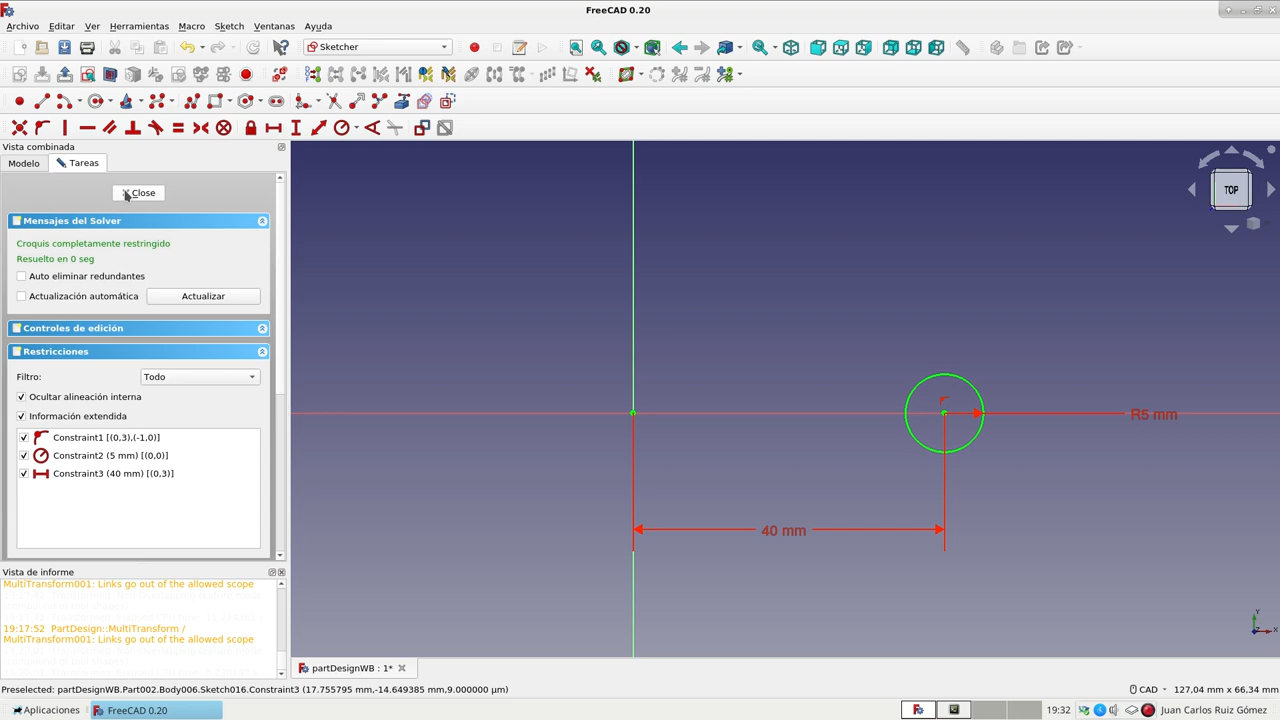 FreeCAD 0.20
Archivo Editar Ver Herramientas Macro Sketch Ventanas Ayuda
Sketcher
Vista combinada
Modelo Tareas
Close
Mensajes del Solver
Croquis completamente restringido
Resuelto en 0 seg
Auto eliminar redundantes
Actualización automática Actualizar
Controles de edición
Restricciones
Filtro: Todo
Ocultar alineación interna
Información extendida
Constraint1 [(0,3),(-1,0)]
Constraint2 (5 mm) [(0,0)]
Constraint3 (40 mm) [(0,3)]
TOP
R5 mm
40 mm
Y
Z
X
Vista de informe
MultiTransform001: Links go out of the allowed scope
19:17:52 PartDesign::MultiTransform /
MultiTransform001: Links go out of the allowed scope
partDesignWB : 1*
Preselected: partDesignWB.Part002.Body006.Sketch016.Constraint3 (17.755795 mm,-14.649385 mm,9.000000 µm)
CAD 127,04 mm x 66,34 mm
Aplicaciones FreeCAD 0.20 19:32 Juan Carlos Ruiz Gómez